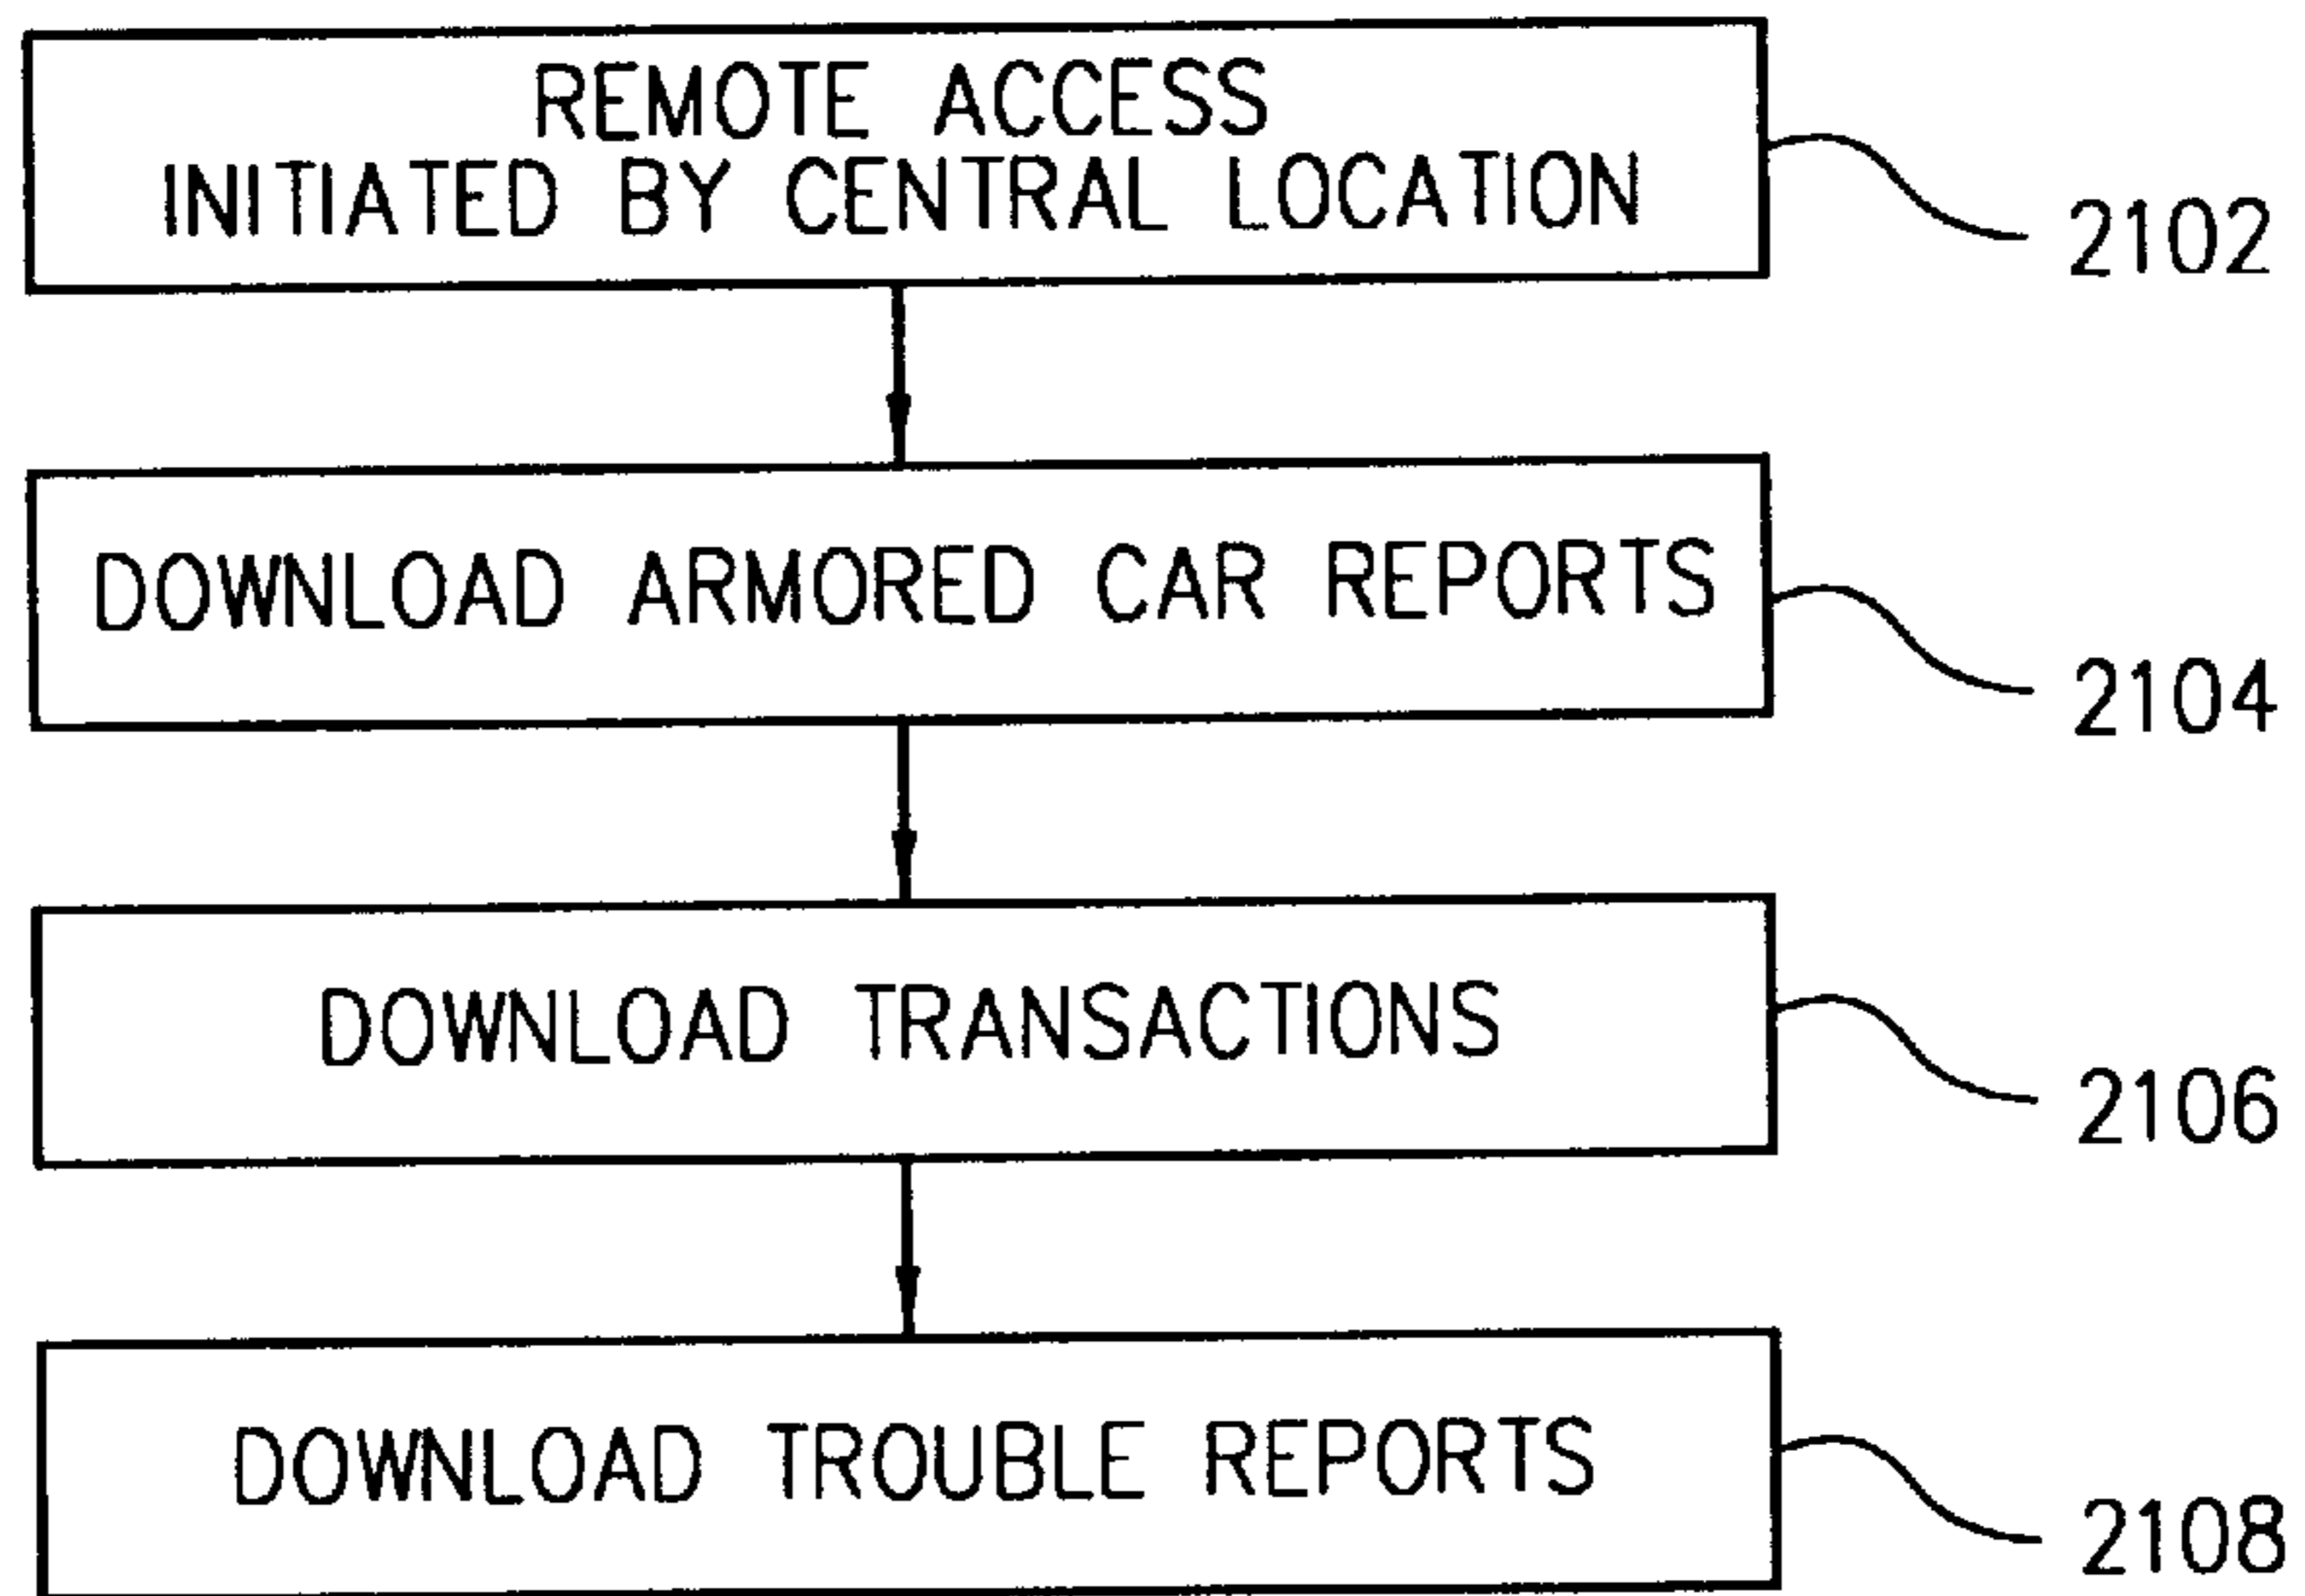 REMOTE ACCESS
INITIATED BY CENTRAL LOCATION
2102
DOWNLOAD ARMORED CAR REPORTS
2104
DOWNLOAD TRANSACTIONS
2106
DOWNLOAD TROUBLE REPORTS
2108